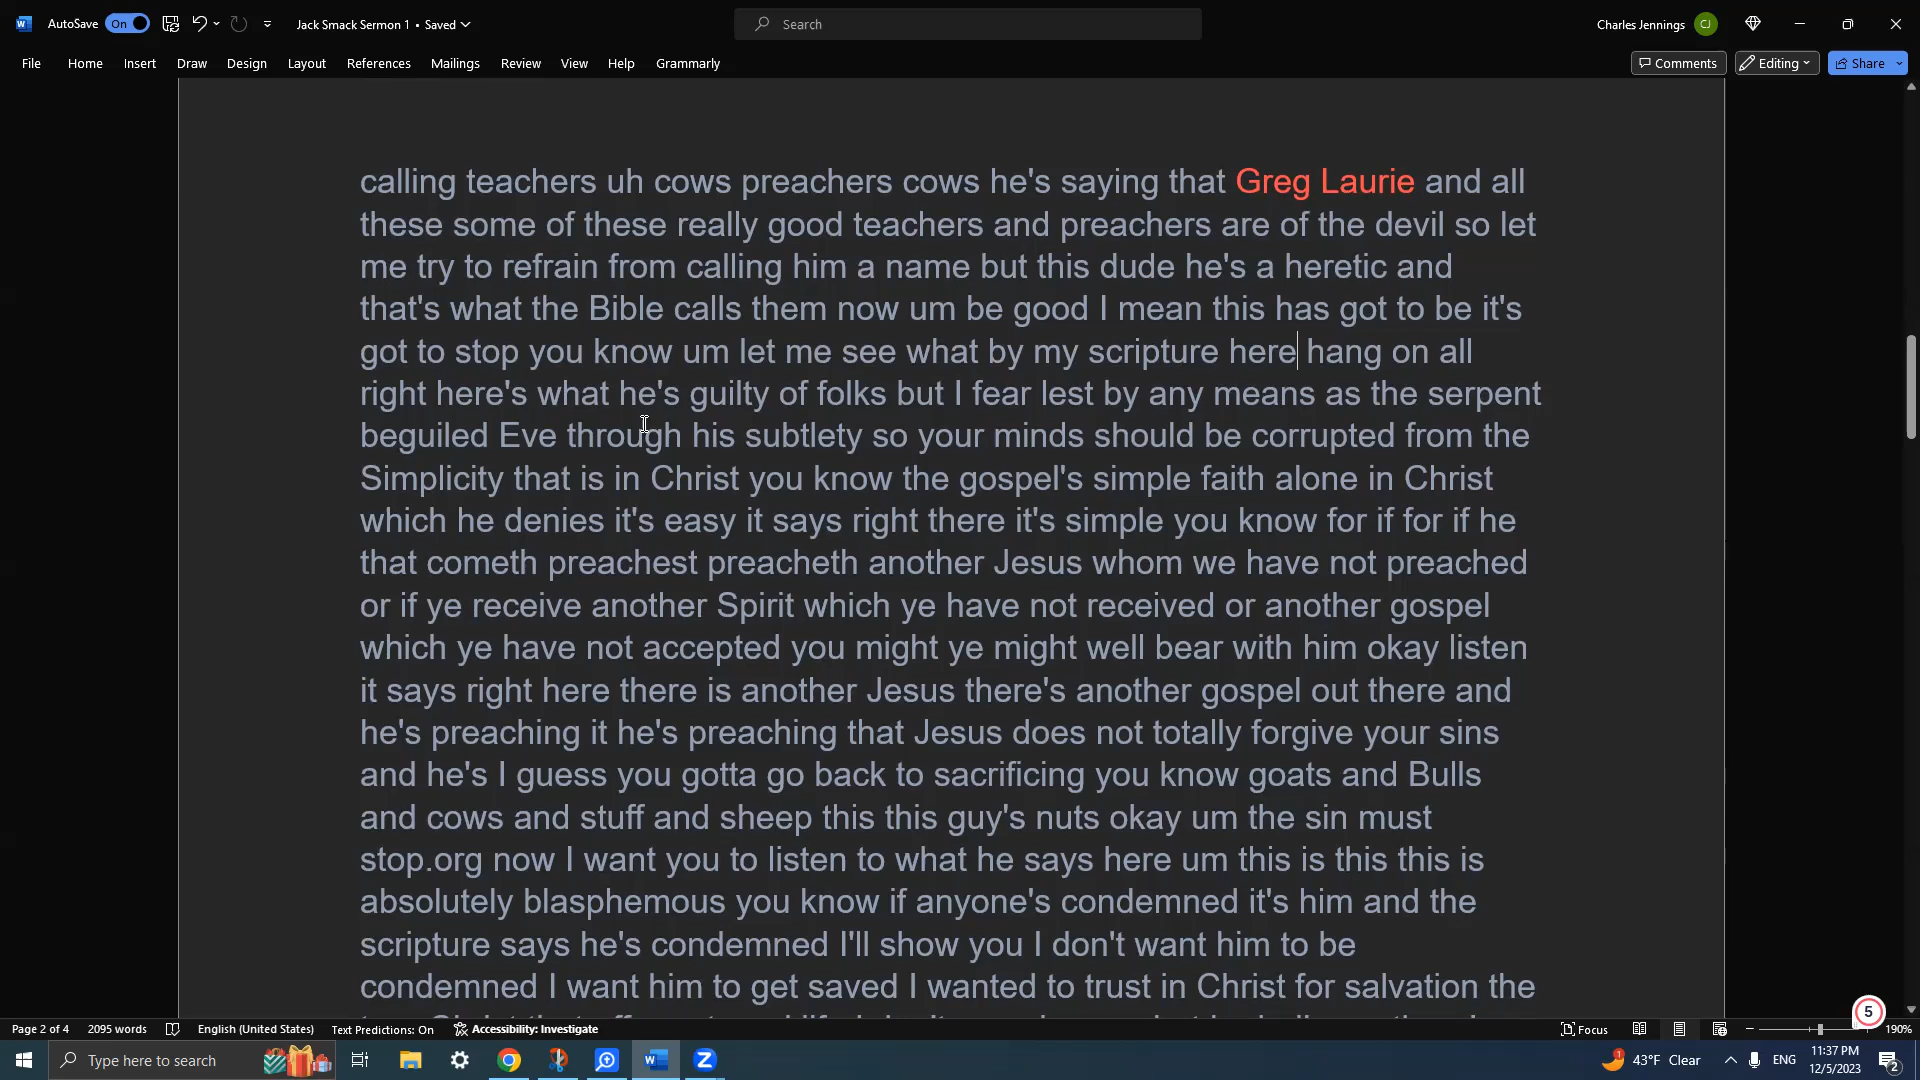 AutoSave On Jack Smack Sermon 1 • Saved Search Charles Jennings CJ
File Home Insert Draw Design Layout References Mailings Review View Help Grammarly Comments Editing Share
calling teachers uh cows preachers cows he's saying that Greg Laurie and all
these some of these really good teachers and preachers are of the devil so let
me try to refrain from calling him a name but this dude he's a heretic and
that's what the Bible calls them now um be good I mean this has got to be it's
got to stop you know um let me see what by my scripture here hang on all
right here's what he's guilty of folks but I fear lest by any means as the serpent
beguiled Eve through his subtlety so your minds should be corrupted from the
Simplicity that is in Christ you know the gospel's simple faith alone in Christ
which he denies it's easy it says right there it's simple you know for if for if he
that cometh preachest preacheth another Jesus whom we have not preached
or if ye receive another Spirit which ye have not received or another gospel
which ye have not accepted you might ye might well bear with him okay listen
it says right here there is another Jesus there's another gospel out there and
he's preaching it he's preaching that Jesus does not totally forgive your sins
and he's I guess you gotta go back to sacrificing you know goats and Bulls
and cows and stuff and sheep this this guy's nuts okay um the sin must
stop.org now I want you to listen to what he says here um this is this this is
absolutely blasphemous you know if anyone's condemned it's him and the
scripture says he's condemned I'll show you I don't want him to be
condemned I want him to get saved I wanted to trust in Christ for salvation the
5
Page 2 of 4 2095 words English (United States) Text Predictions: On Accessibility: Investigate Focus 190%
Type here to search 1 43°F Clear ENG 11:37 PM
12/5/2023 2